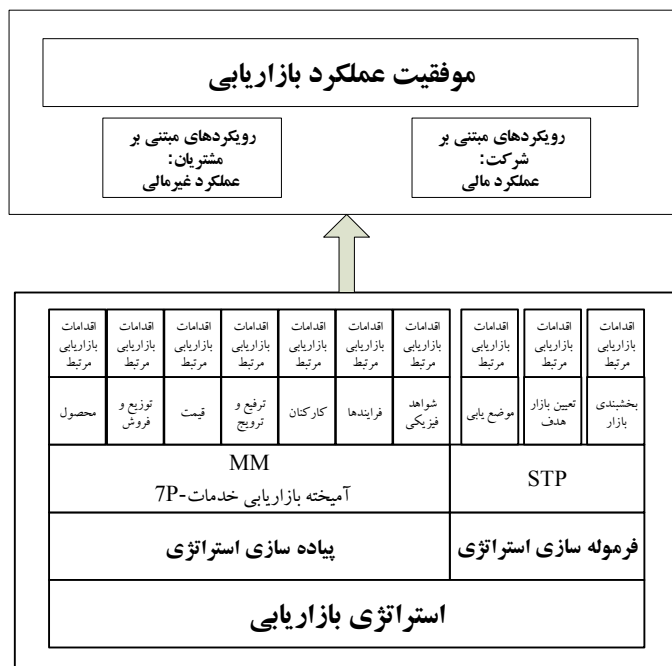 موفقیت عملکرد بازاریابی
رویکردهای مبتنی بر
شرکت:
عملکرد مالی
رویکردهای مبتنی بر
مشتریان:
عملکرد غیرمالی
اقدامات
بازاریابی
مرتبط
اقدامات
بازاریابی
مرتبط
اقدامات
بازاریابی
مرتبط
اقدامات
بازاریابی
مرتبط
اقدامات
بازاریابی
مرتبط
اقدامات
بازاریابی
مرتبط
اقدامات
بازاریابی
مرتبط
اقدامات
بازاریابی
مرتبط
اقدامات
بازاریابی
مرتبط
اقدامات
بازاریابی
مرتبط
بخشبندی
بازار
تعیین بازار
هدف
موضع یابی
شواهد
فیزیکی
فرایندها
کارکنان
ترفیع و
ترویج
قیمت
توزیع و
فروش
محصول
STP
MM
آمیخته بازاریابی خدمات-7P
فرموله سازی استراتژی
پیاده سازی استراتژی
استراتژی بازاریابی